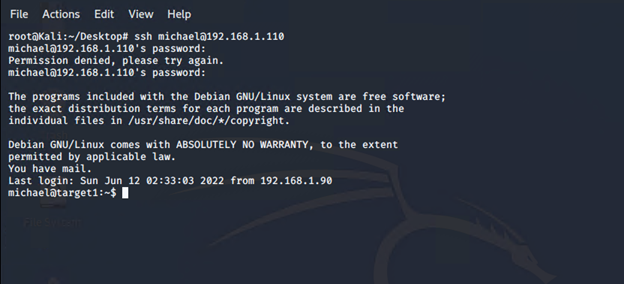 File Actions Edit View Help
root@Kali:~/Desktop# ssh michael@192.168.1.110
michael@192.168.1.110's password:
Permission denied, please try again.
michael@192.168.1.110's password:
The programs included with the Debian GNU/Linux system are free software;
the exact distribution terms for each program are described in the
individual files in /usr/share/doc/*/copyright.
Debian GNU/Linux comes with ABSOLUTELY NO WARRANTY, to the extent
permitted by applicable law.
You have mail.
Last login: Sun Jun 12 02:33:03 2022 from 192.168.1.90
michael@target1:~$